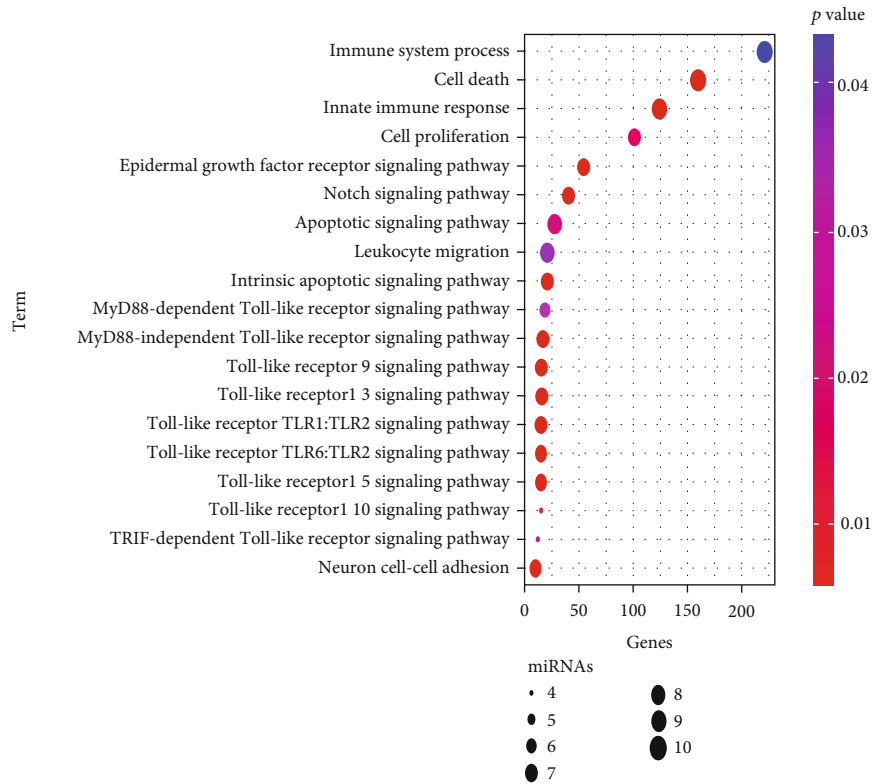 p value
Immune system process
Cell death
Innate immune response
Cell proliferation
Epidermal growth factor receptor signaling pathway
Notch signaling pathway
Apoptotic signaling pathway
Leukocyte migration
Intrinsic apoptotic signaling pathway
MyD88-dependent Toll-like receptor signaling pathway
MyD88-independent Toll-like receptor signaling pathway
Toll-like receptor 9 signaling pathway
Toll-like receptor1 3 signaling pathway
Toll-like receptor TLR1:TLR2 signaling pathway
Toll-like receptor TLR6:TLR2 signaling pathway
Toll-like receptor1 5 signaling pathway
Toll-like receptor1 10 signaling pathway
TRIF-dependent Toll-like receptor signaling pathway
Neuron cell-cell adhesion
Term
0 50 100 150 200
Genes
0.04
0.03
0.02
0.01
miRNAs
4
5
6
7
8
9
10